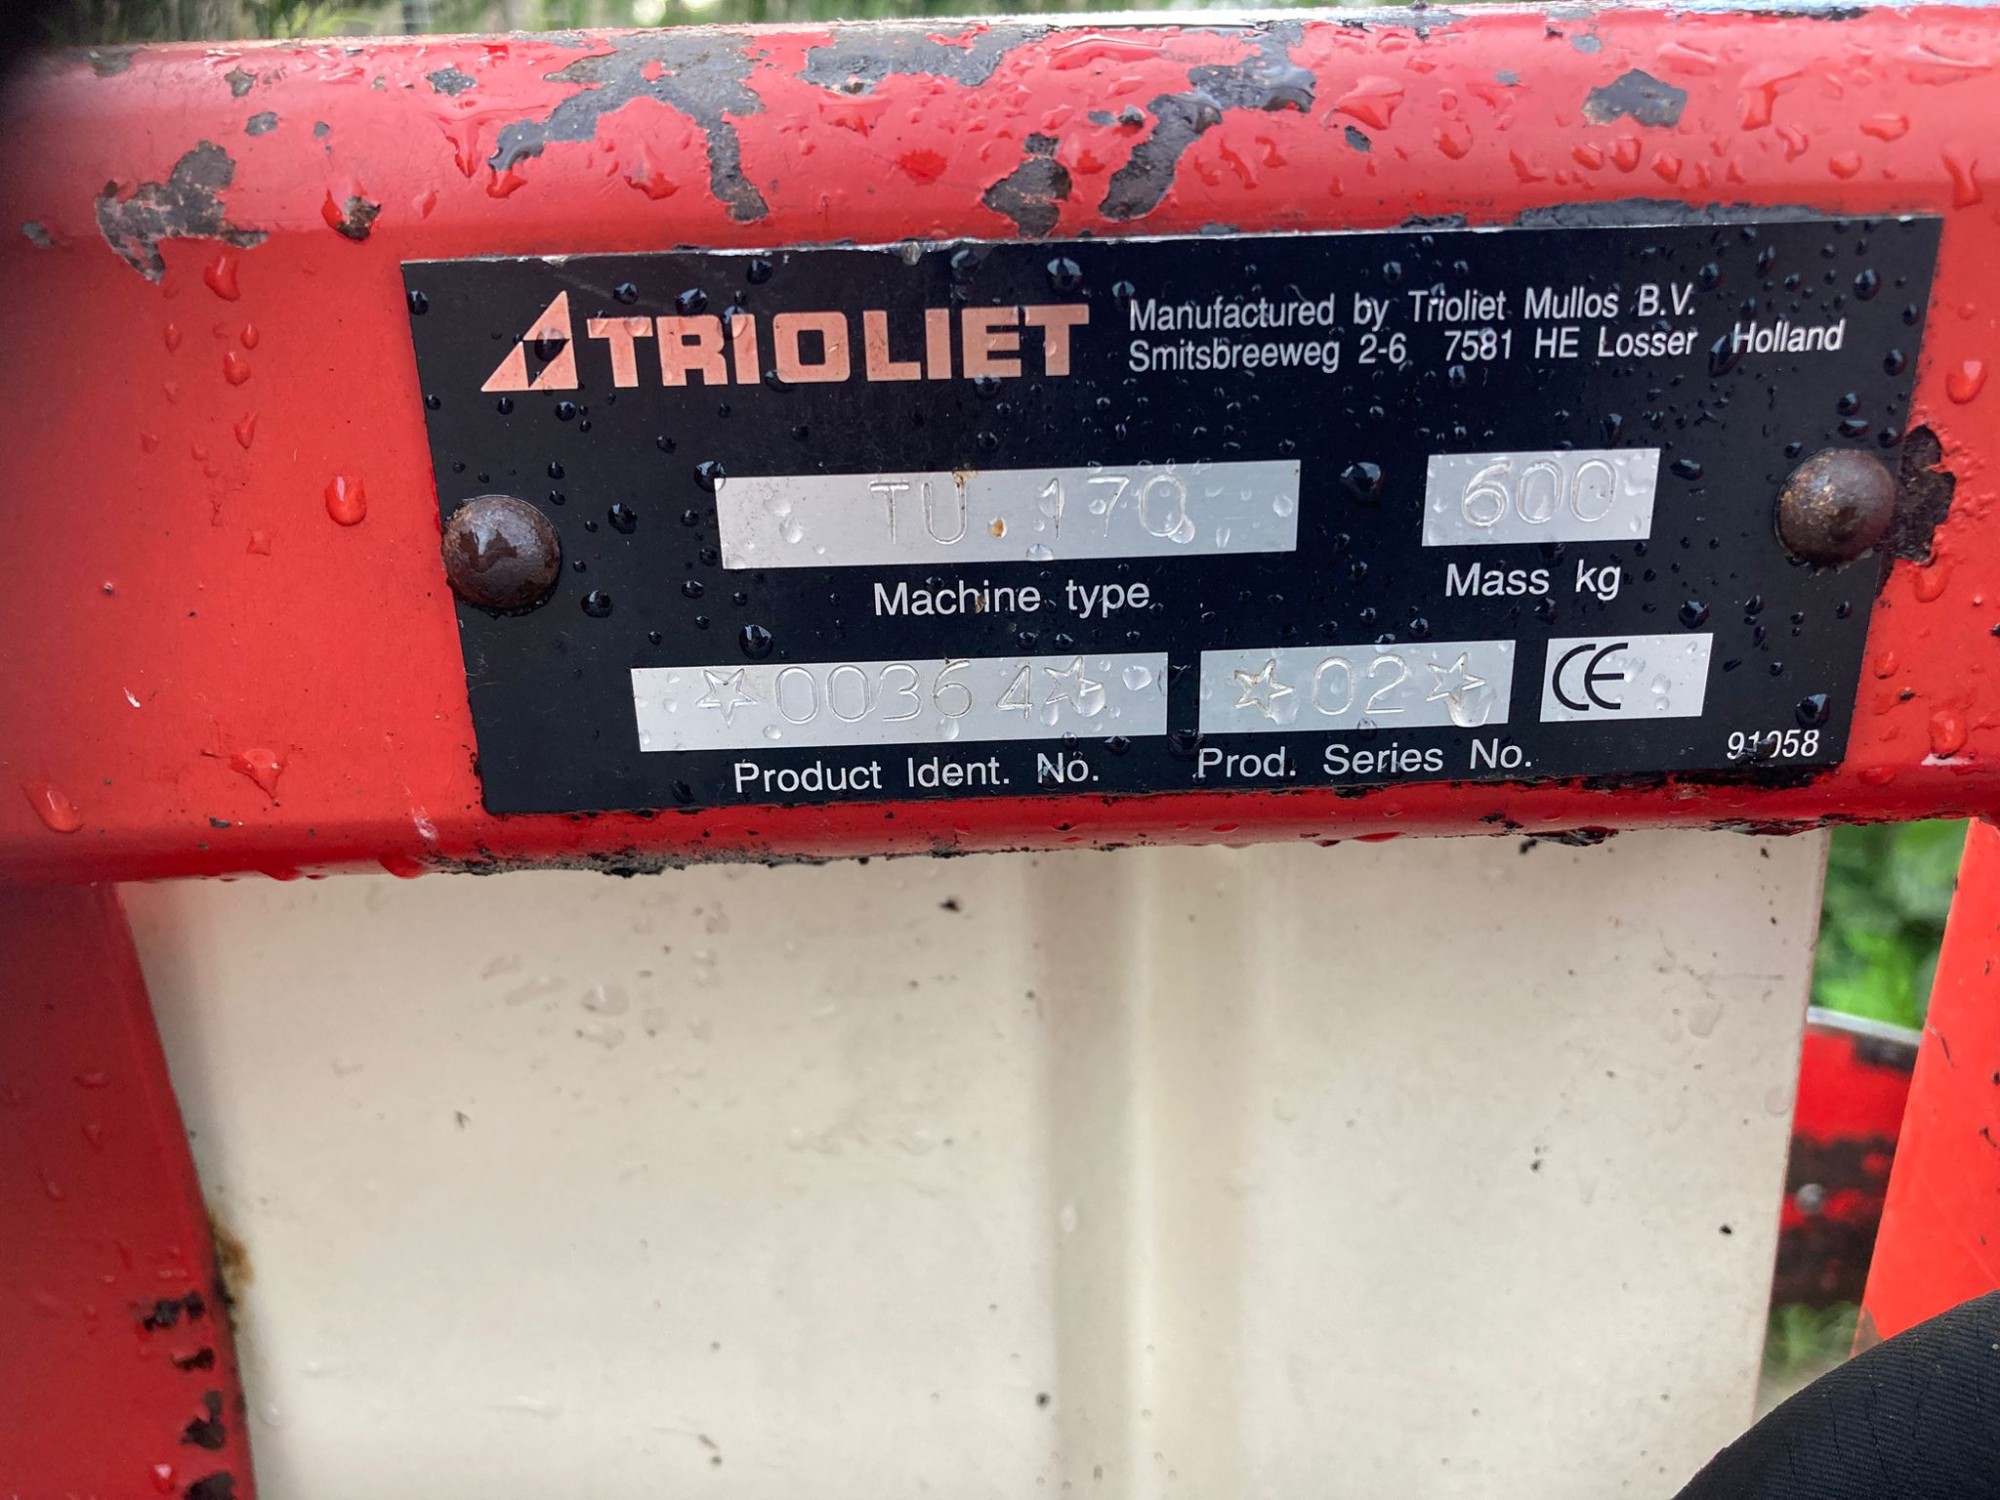 TRIOLIET
Manufactured by Trioliet Mullos B.V.
Smitsbreeweg 2-6 7581 HE Losser Holland
TU.170 600
Machine type Mass kg
☆00364☆ ☆02☆ CE
Product Ident. No. Prod. Series No.
91058